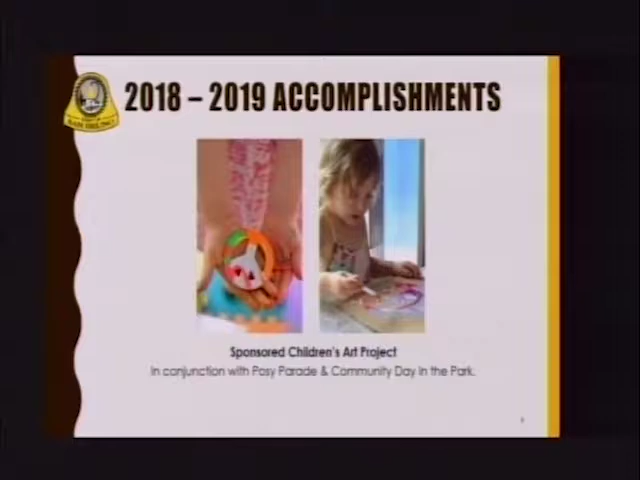 2018 – 2019 ACCOMPLISHMENTS
Sponsored Children's Art Project
In conjunction with Posy Parade & Community Day in the Park.